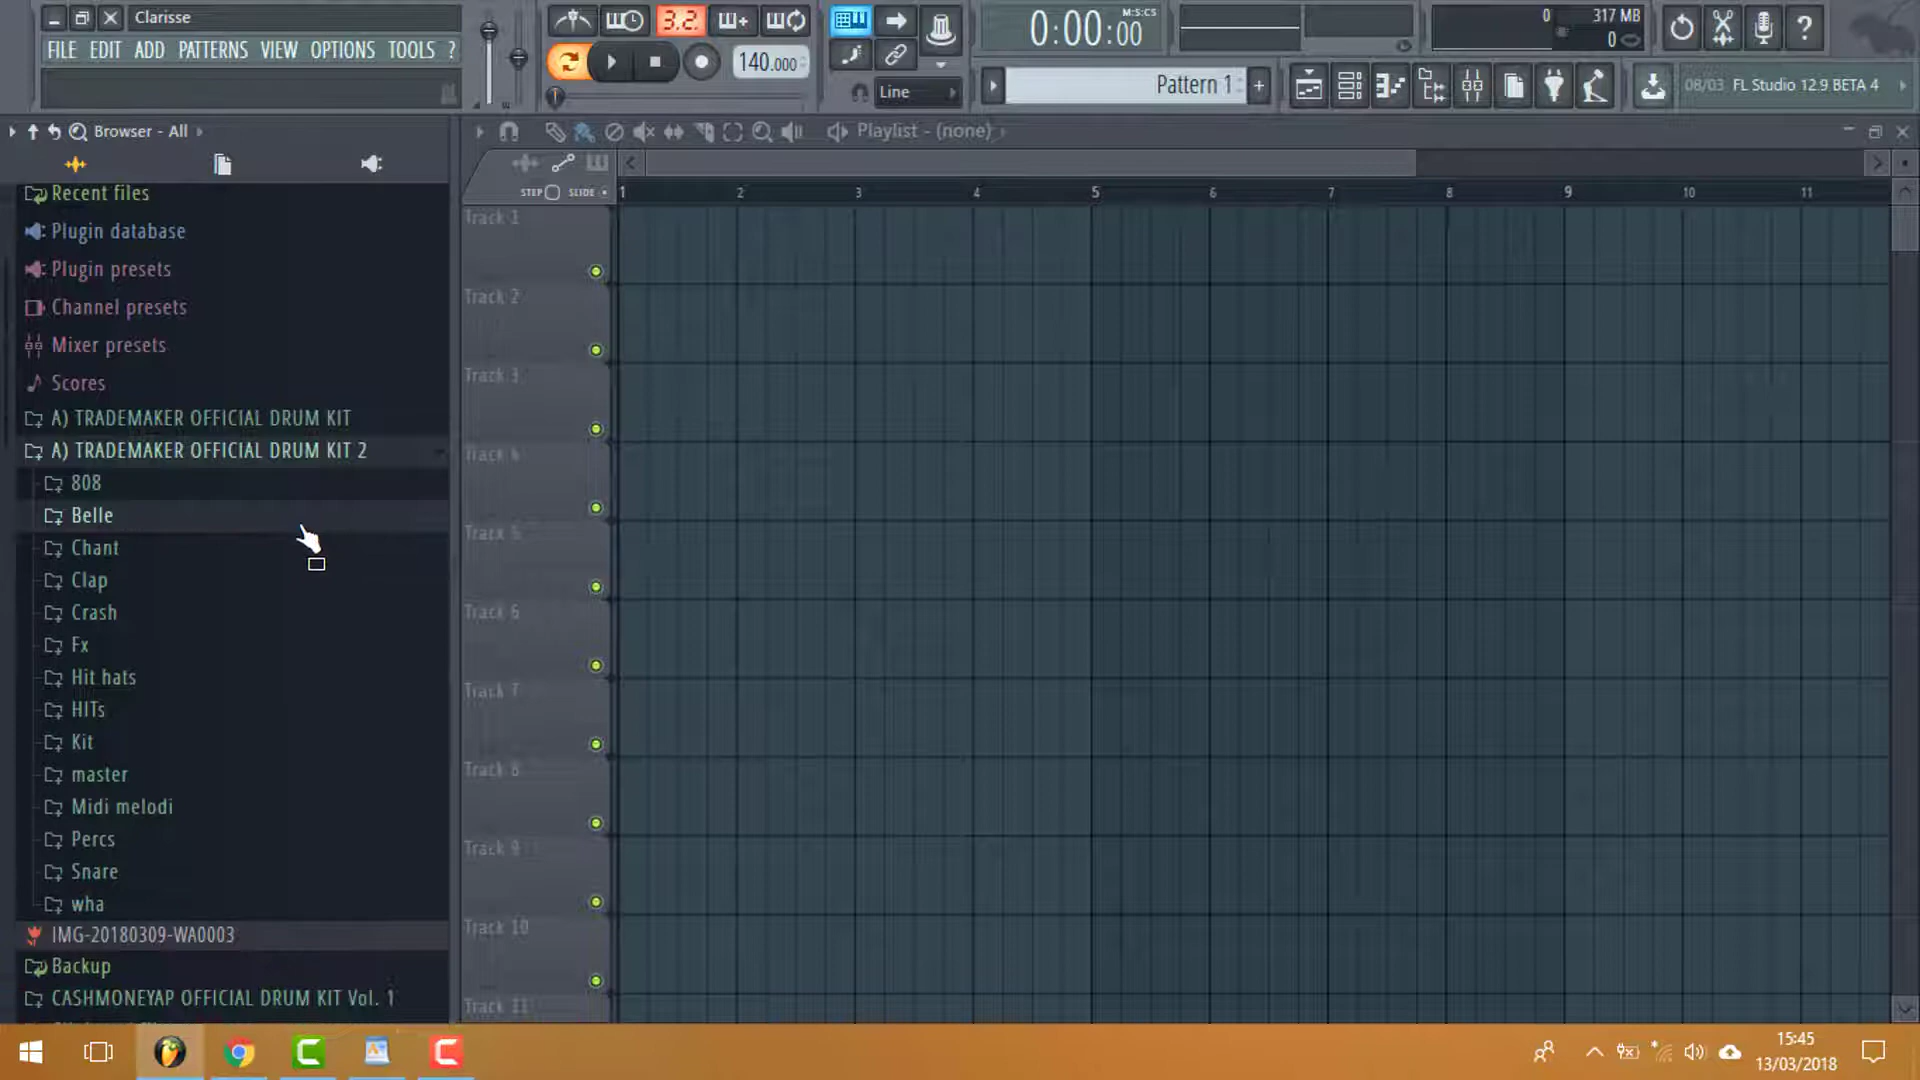 Clarisse
FILE EDIT ADD PATTERNS VIEW OPTIONS TOOLS ?
3.2.
140.000
Line
0:00:00
M:S:CS
0
317 MB
0
Pattern 1
+
08/03 FL Studio 12.9 BETA 4
Browser - All
Playlist - (none)
STEP
SLIDE
1 2 3 4 5 6 7 8 9 10 11
Recent files
Plugin database
Plugin presets
Channel presets
Mixer presets
Scores
A) TRADEMAKER OFFICIAL DRUM KIT
A) TRADEMAKER OFFICIAL DRUM KIT 2
808
Belle
Chant
Clap
Crash
Fx
Hit hats
HITs
Kit
master
Midi melodi
Percs
Snare
wha
IMG-20180309-WA0003
Backup
CASHMONEYAP OFFICIAL DRUM KIT Vol. 1
Track 1
Track 2
Track 3
Track 4
Track 5
Track 6
Track 7
Track 8
Track 9
Track 10
Track 11
15:45
13/03/2018